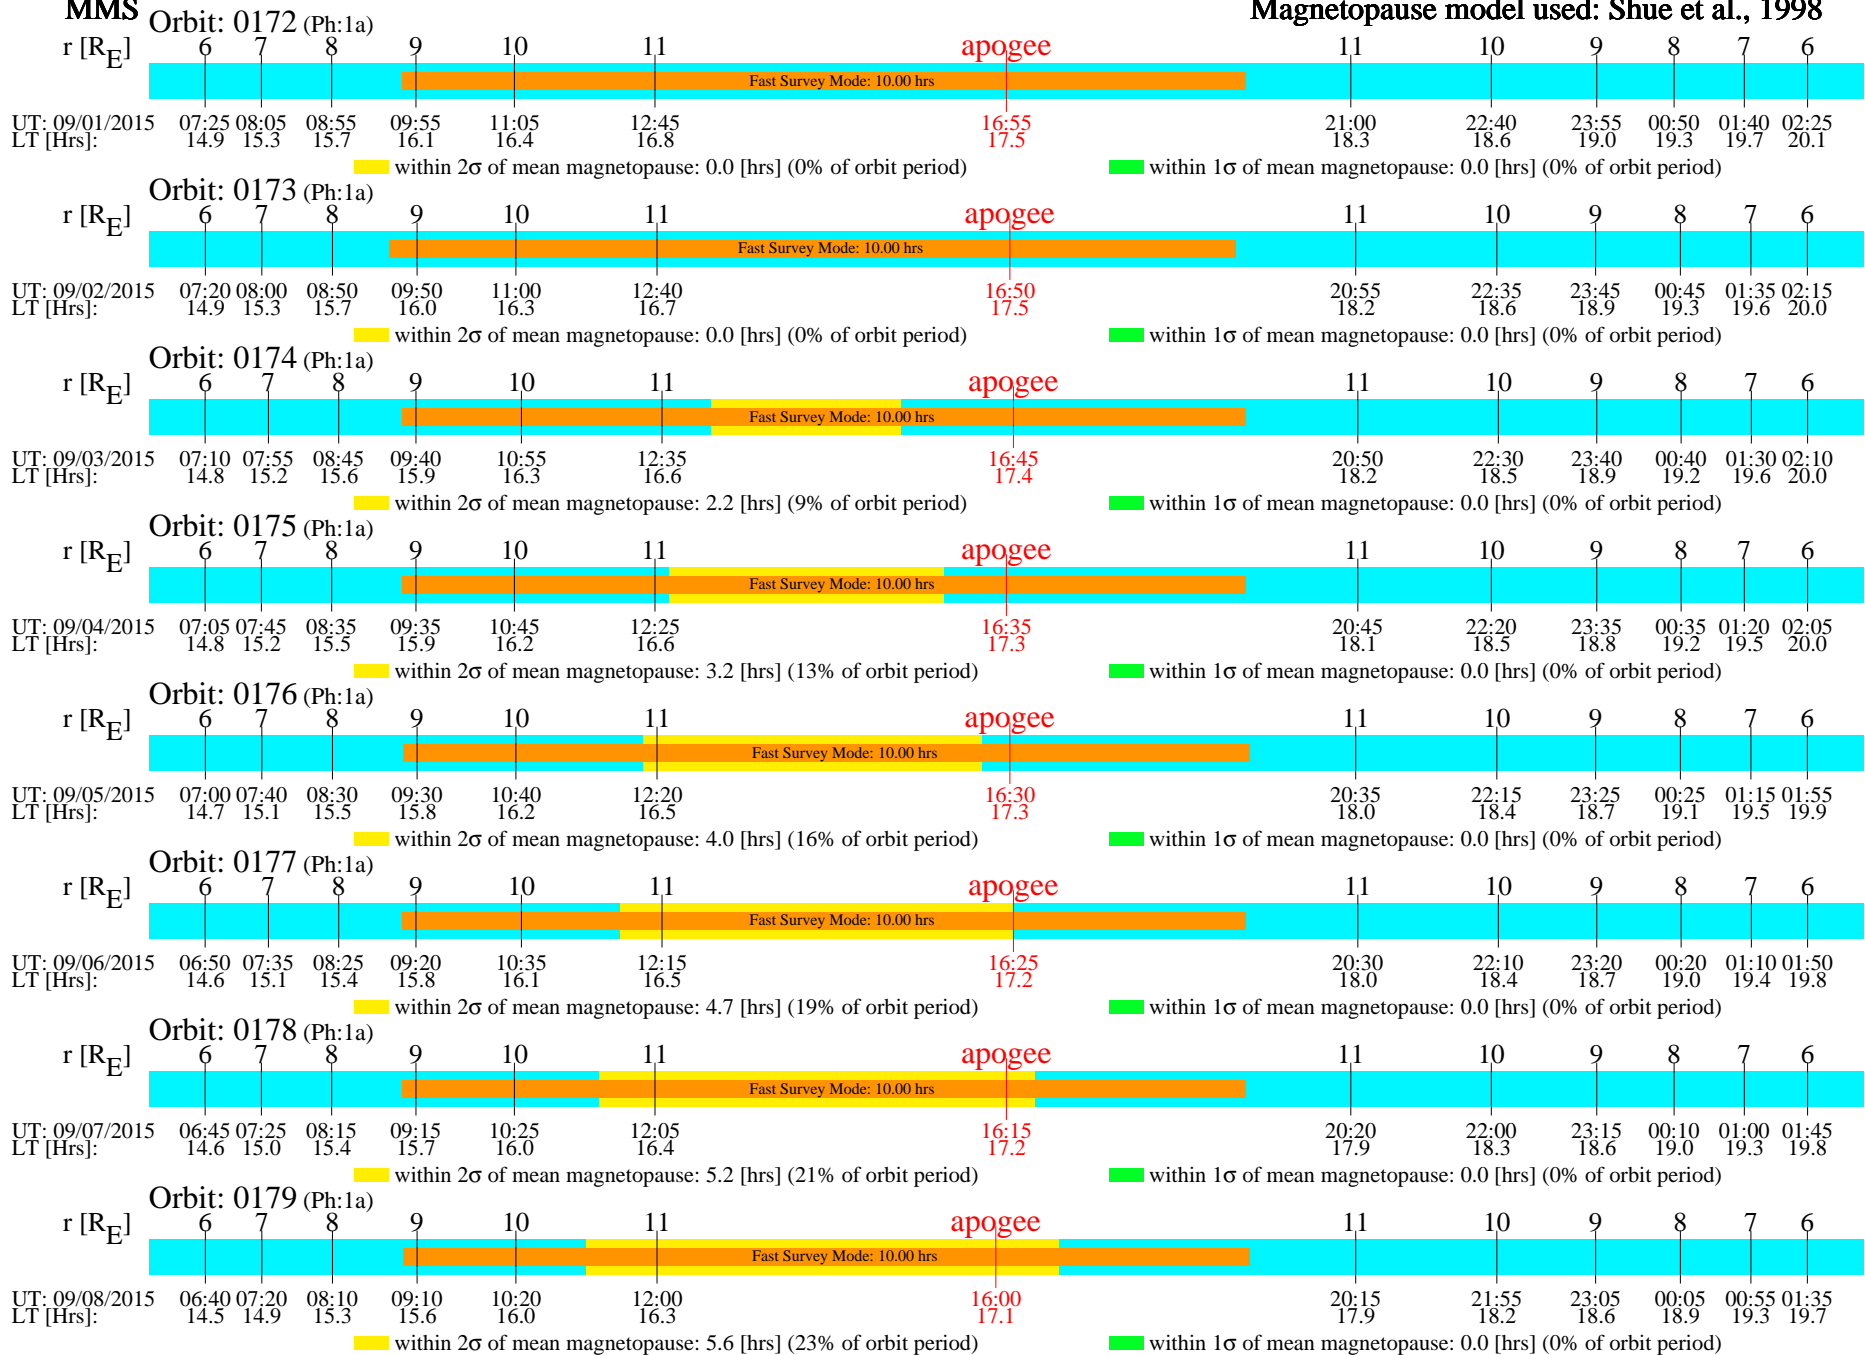 MMS Magnetopause model used: Shue et al., 1998
Orbit: 0172 (Ph:1a)
r [RE] 6 7 8 9 10 11 apogee 11 10 9 8 7 6
Fast Survey Mode: 10.00 hrs
UT: 09/01/2015 07:25 08:05 08:55 09:55 11:05 12:45 16:55 21:00 22:40 23:55 00:50 01:40 02:25
LT [Hrs]: 14.9 15.3 15.7 16.1 16.4 16.8 17.5 18.3 18.6 19.0 19.3 19.7 20.1
within 2σ of mean magnetopause: 0.0 [hrs] (0% of orbit period) within 1σ of mean magnetopause: 0.0 [hrs] (0% of orbit period)
Orbit: 0173 (Ph:1a)
r [RE] 6 7 8 9 10 11 apogee 11 10 9 8 7 6
Fast Survey Mode: 10.00 hrs
UT: 09/02/2015 07:20 08:00 08:50 09:50 11:00 12:40 16:50 20:55 22:35 23:45 00:45 01:35 02:15
LT [Hrs]: 14.9 15.3 15.7 16.0 16.3 16.7 17.5 18.2 18.6 18.9 19.3 19.6 20.0
within 2σ of mean magnetopause: 0.0 [hrs] (0% of orbit period) within 1σ of mean magnetopause: 0.0 [hrs] (0% of orbit period)
Orbit: 0174 (Ph:1a)
r [RE] 6 7 8 9 10 11 apogee 11 10 9 8 7 6
Fast Survey Mode: 10.00 hrs
UT: 09/03/2015 07:10 07:55 08:45 09:40 10:55 12:35 16:45 20:50 22:30 23:40 00:40 01:30 02:10
LT [Hrs]: 14.8 15.2 15.6 15.9 16.3 16.6 17.4 18.2 18.5 18.9 19.2 19.6 20.0
within 2σ of mean magnetopause: 2.2 [hrs] (9% of orbit period) within 1σ of mean magnetopause: 0.0 [hrs] (0% of orbit period)
Orbit: 0175 (Ph:1a)
r [RE] 6 7 8 9 10 11 apogee 11 10 9 8 7 6
Fast Survey Mode: 10.00 hrs
UT: 09/04/2015 07:05 07:45 08:35 09:35 10:45 12:25 16:35 20:45 22:20 23:35 00:35 01:20 02:05
LT [Hrs]: 14.8 15.2 15.5 15.9 16.2 16.6 17.3 18.1 18.5 18.8 19.2 19.5 20.0
within 2σ of mean magnetopause: 3.2 [hrs] (13% of orbit period) within 1σ of mean magnetopause: 0.0 [hrs] (0% of orbit period)
Orbit: 0176 (Ph:1a)
r [RE] 6 7 8 9 10 11 apogee 11 10 9 8 7 6
Fast Survey Mode: 10.00 hrs
UT: 09/05/2015 07:00 07:40 08:30 09:30 10:40 12:20 16:30 20:35 22:15 23:25 00:25 01:15 01:55
LT [Hrs]: 14.7 15.1 15.5 15.8 16.2 16.5 17.3 18.0 18.4 18.7 19.1 19.5 19.9
within 2σ of mean magnetopause: 4.0 [hrs] (16% of orbit period) within 1σ of mean magnetopause: 0.0 [hrs] (0% of orbit period)
Orbit: 0177 (Ph:1a)
r [RE] 6 7 8 9 10 11 apogee 11 10 9 8 7 6
Fast Survey Mode: 10.00 hrs
UT: 09/06/2015 06:50 07:35 08:25 09:20 10:35 12:15 16:25 20:30 22:10 23:20 00:20 01:10 01:50
LT [Hrs]: 14.6 15.1 15.4 15.8 16.1 16.5 17.2 18.0 18.4 18.7 19.0 19.4 19.8
within 2σ of mean magnetopause: 4.7 [hrs] (19% of orbit period) within 1σ of mean magnetopause: 0.0 [hrs] (0% of orbit period)
Orbit: 0178 (Ph:1a)
r [RE] 6 7 8 9 10 11 apogee 11 10 9 8 7 6
Fast Survey Mode: 10.00 hrs
UT: 09/07/2015 06:45 07:25 08:15 09:15 10:25 12:05 16:15 20:20 22:00 23:15 00:10 01:00 01:45
LT [Hrs]: 14.6 15.0 15.4 15.7 16.0 16.4 17.2 17.9 18.3 18.6 19.0 19.3 19.8
within 2σ of mean magnetopause: 5.2 [hrs] (21% of orbit period) within 1σ of mean magnetopause: 0.0 [hrs] (0% of orbit period)
Orbit: 0179 (Ph:1a)
r [RE] 6 7 8 9 10 11 apogee 11 10 9 8 7 6
Fast Survey Mode: 10.00 hrs
UT: 09/08/2015 06:40 07:20 08:10 09:10 10:20 12:00 16:00 20:15 21:55 23:05 00:05 00:55 01:35
LT [Hrs]: 14.5 14.9 15.3 15.6 16.0 16.3 17.1 17.9 18.2 18.6 18.9 19.3 19.7
within 2σ of mean magnetopause: 5.6 [hrs] (23% of orbit period) within 1σ of mean magnetopause: 0.0 [hrs] (0% of orbit period)